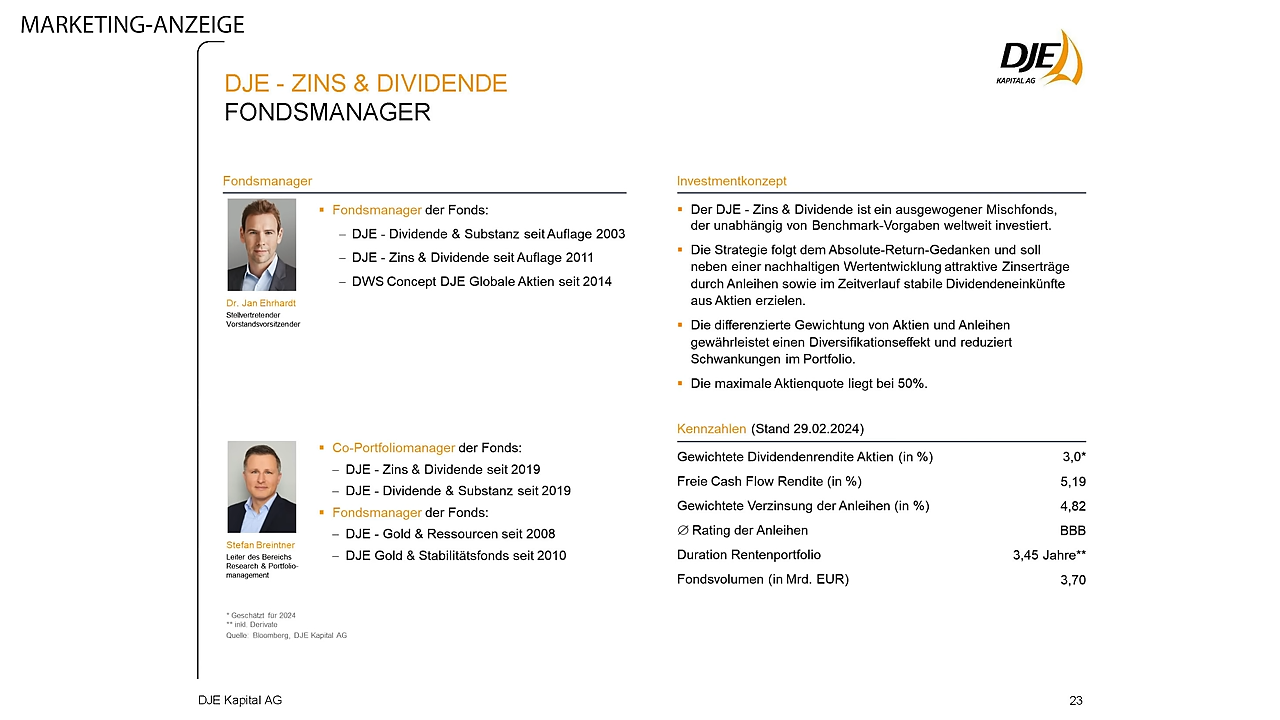 MARKETING-ANZEIGE
DJE
KAPITAL AG
DJE - ZINS & DIVIDENDE
FONDSMANAGER
Fondsmanager
▪ Fondsmanager der Fonds:
– DJE - Dividende & Substanz seit Auflage 2003
– DJE - Zins & Dividende seit Auflage 2011
– DWS Concept DJE Globale Aktien seit 2014
Dr. Jan Ehrhardt
Stellvertretender
Vorstandsvorsitzender
▪ Co-Portfoliomanager der Fonds:
– DJE - Zins & Dividende seit 2019
– DJE - Dividende & Substanz seit 2019
▪ Fondsmanager der Fonds:
– DJE - Gold & Ressourcen seit 2008
– DJE Gold & Stabilitätsfonds seit 2010
Stefan Breintner
Leiter des Bereichs
Research & Portfolio-
management
* Geschätzt für 2024
** inkl. Derivate
Quelle: Bloomberg, DJE Kapital AG
Investmentkonzept
▪ Der DJE - Zins & Dividende ist ein ausgewogener Mischfonds,
der unabhängig von Benchmark-Vorgaben weltweit investiert.
▪ Die Strategie folgt dem Absolute-Return-Gedanken und soll
neben einer nachhaltigen Wertentwicklung attraktive Zinserträge
durch Anleihen sowie im Zeitverlauf stabile Dividendeneinkünfte
aus Aktien erzielen.
▪ Die differenzierte Gewichtung von Aktien und Anleihen
gewährleistet einen Diversifikationseffekt und reduziert
Schwankungen im Portfolio.
▪ Die maximale Aktienquote liegt bei 50%.
Kennzahlen (Stand 29.02.2024)
Gewichtete Dividendenrendite Aktien (in %) 3,0*
Freie Cash Flow Rendite (in %) 5,19
Gewichtete Verzinsung der Anleihen (in %) 4,82
∅ Rating der Anleihen BBB
Duration Rentenportfolio 3,45 Jahre**
Fondsvolumen (in Mrd. EUR) 3,70
DJE Kapital AG 23